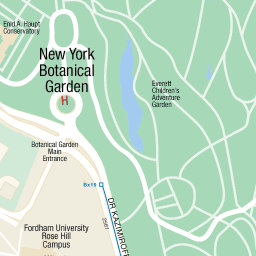 Enid A. Haupt
Conservatory
New York
Botanical
Garden
Everett
Children's
Adventure
Garden
H
Botanical Garden
Main
Entrance
Bx19
DR KAZIMIROFF
Fordham University
Rose Hill
Campus